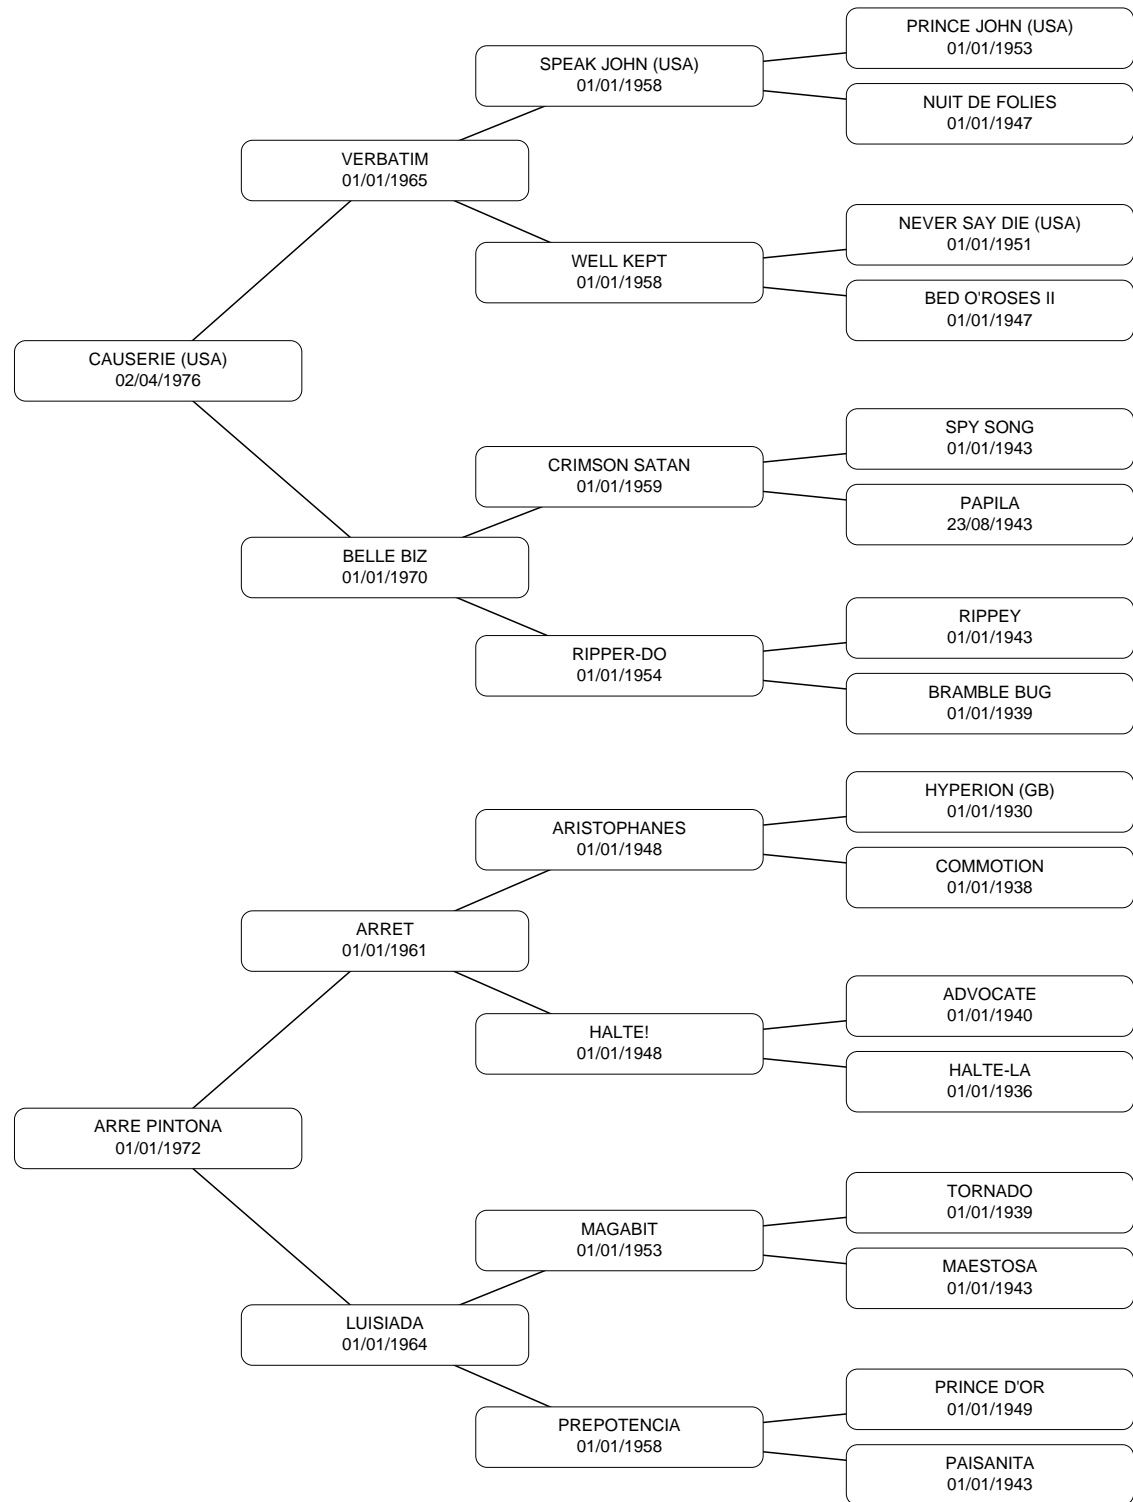 PRINCE JOHN (USA)
01/01/1953
SPEAK JOHN (USA)
01/01/1958
NUIT DE FOLIES
01/01/1947
VERBATIM
01/01/1965
NEVER SAY DIE (USA)
01/01/1951
WELL KEPT
01/01/1958
BED O'ROSES II
01/01/1947
CAUSERIE (USA)
02/04/1976
SPY SONG
01/01/1943
CRIMSON SATAN
01/01/1959
PAPILA
23/08/1943
BELLE BIZ
01/01/1970
RIPPEY
01/01/1943
RIPPER-DO
01/01/1954
BRAMBLE BUG
01/01/1939
HYPERION (GB)
01/01/1930
ARISTOPHANES
01/01/1948
COMMOTION
01/01/1938
ARRET
01/01/1961
ADVOCATE
01/01/1940
HALTE!
01/01/1948
HALTE-LA
01/01/1936
ARRE PINTONA
01/01/1972
TORNADO
01/01/1939
MAGABIT
01/01/1953
MAESTOSA
01/01/1943
LUISIADA
01/01/1964
PRINCE D'OR
01/01/1949
PREPOTENCIA
01/01/1958
PAISANITA
01/01/1943